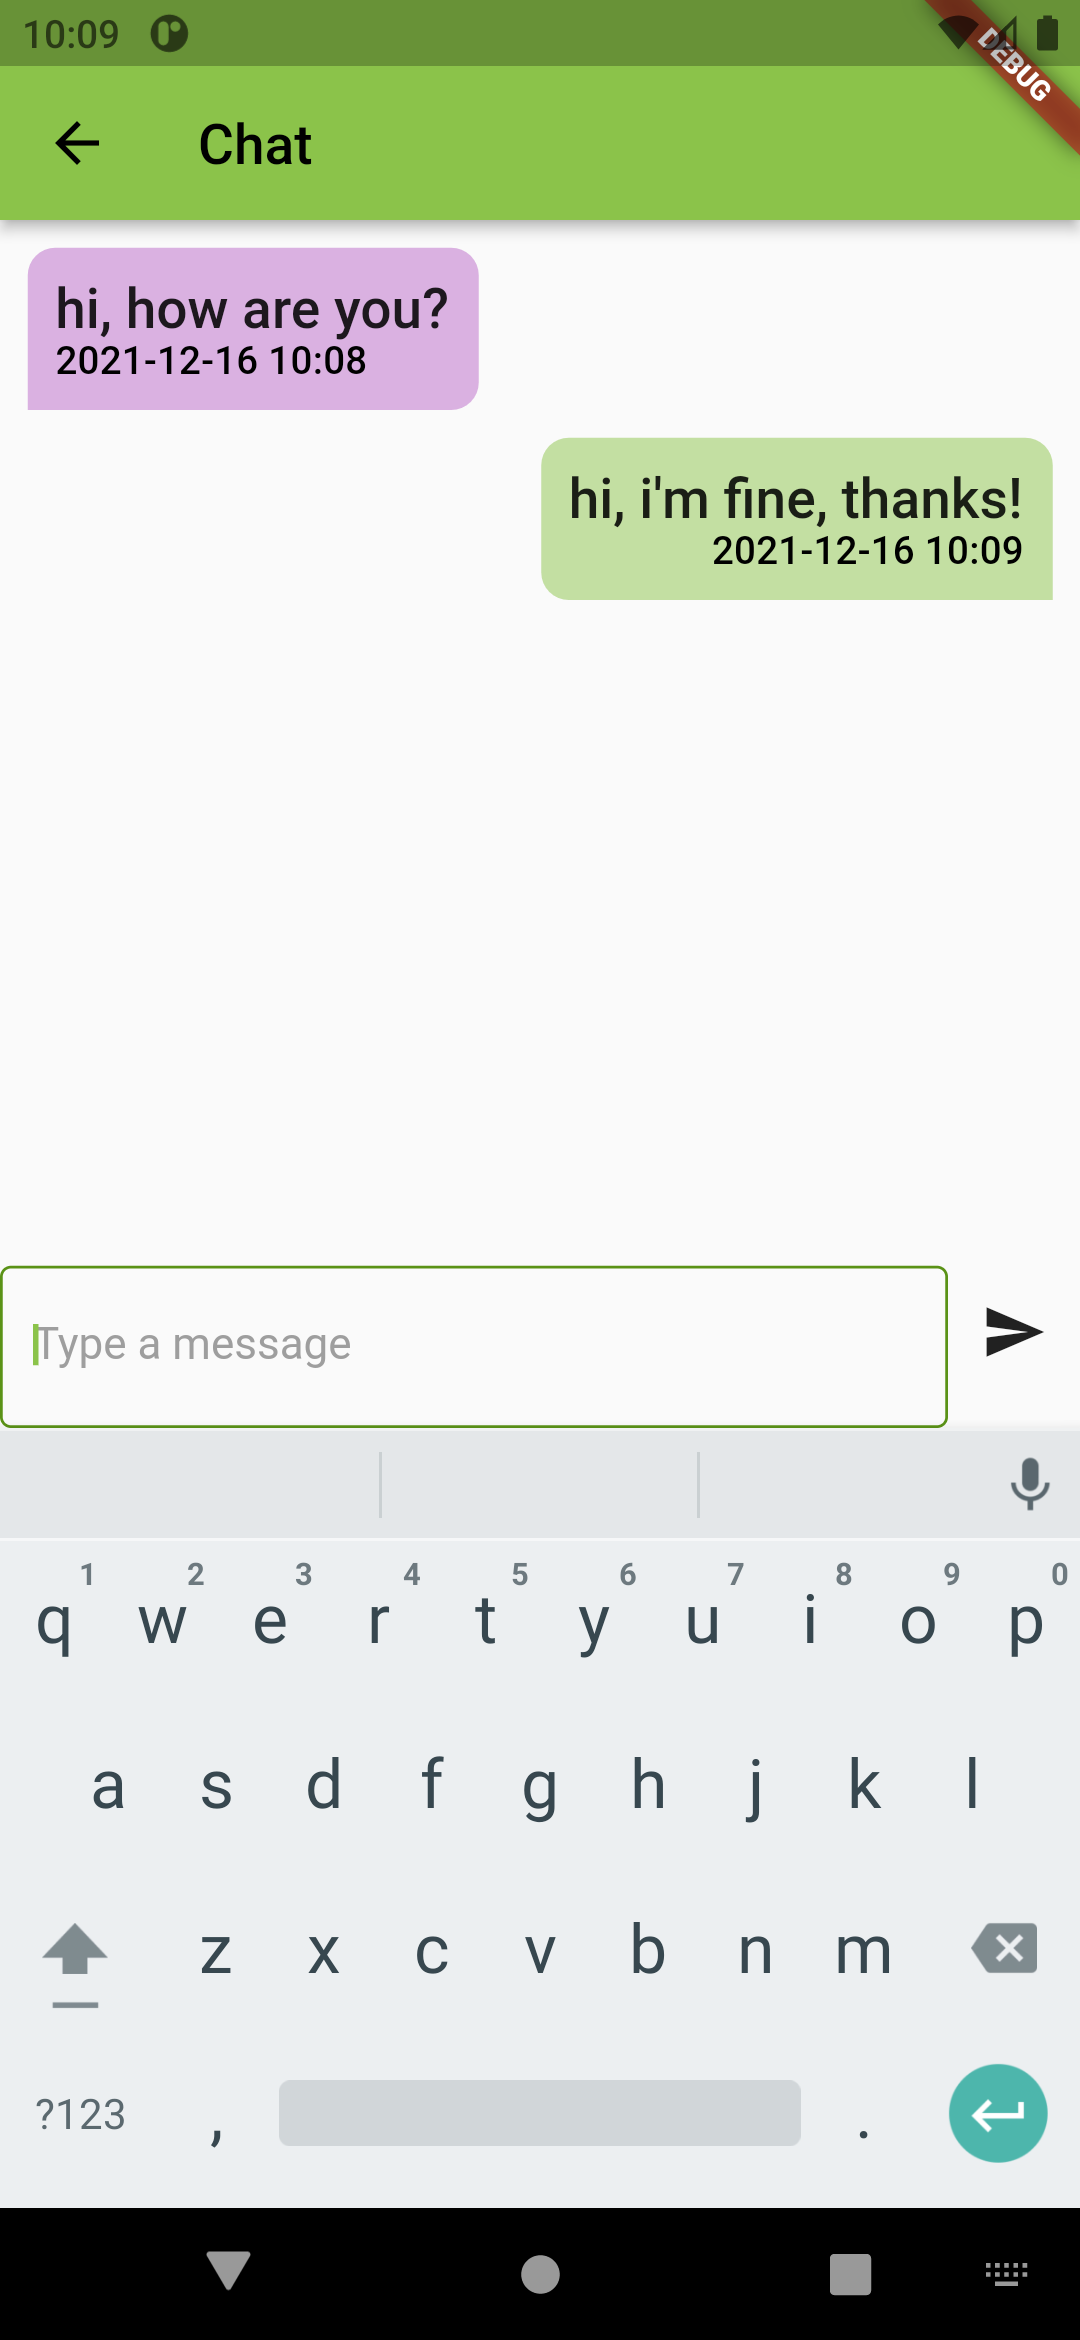 10:09
DEBUG
Chat
hi, how are you?
2021-12-16 10:08
hi, i'm fine, thanks!
2021-12-16 10:09
Type a message
1 2 3 4 5 6 7 8 9 0
q w e r t y u i o p
a s d f g h j k l
z x c v b n m
?123 , .